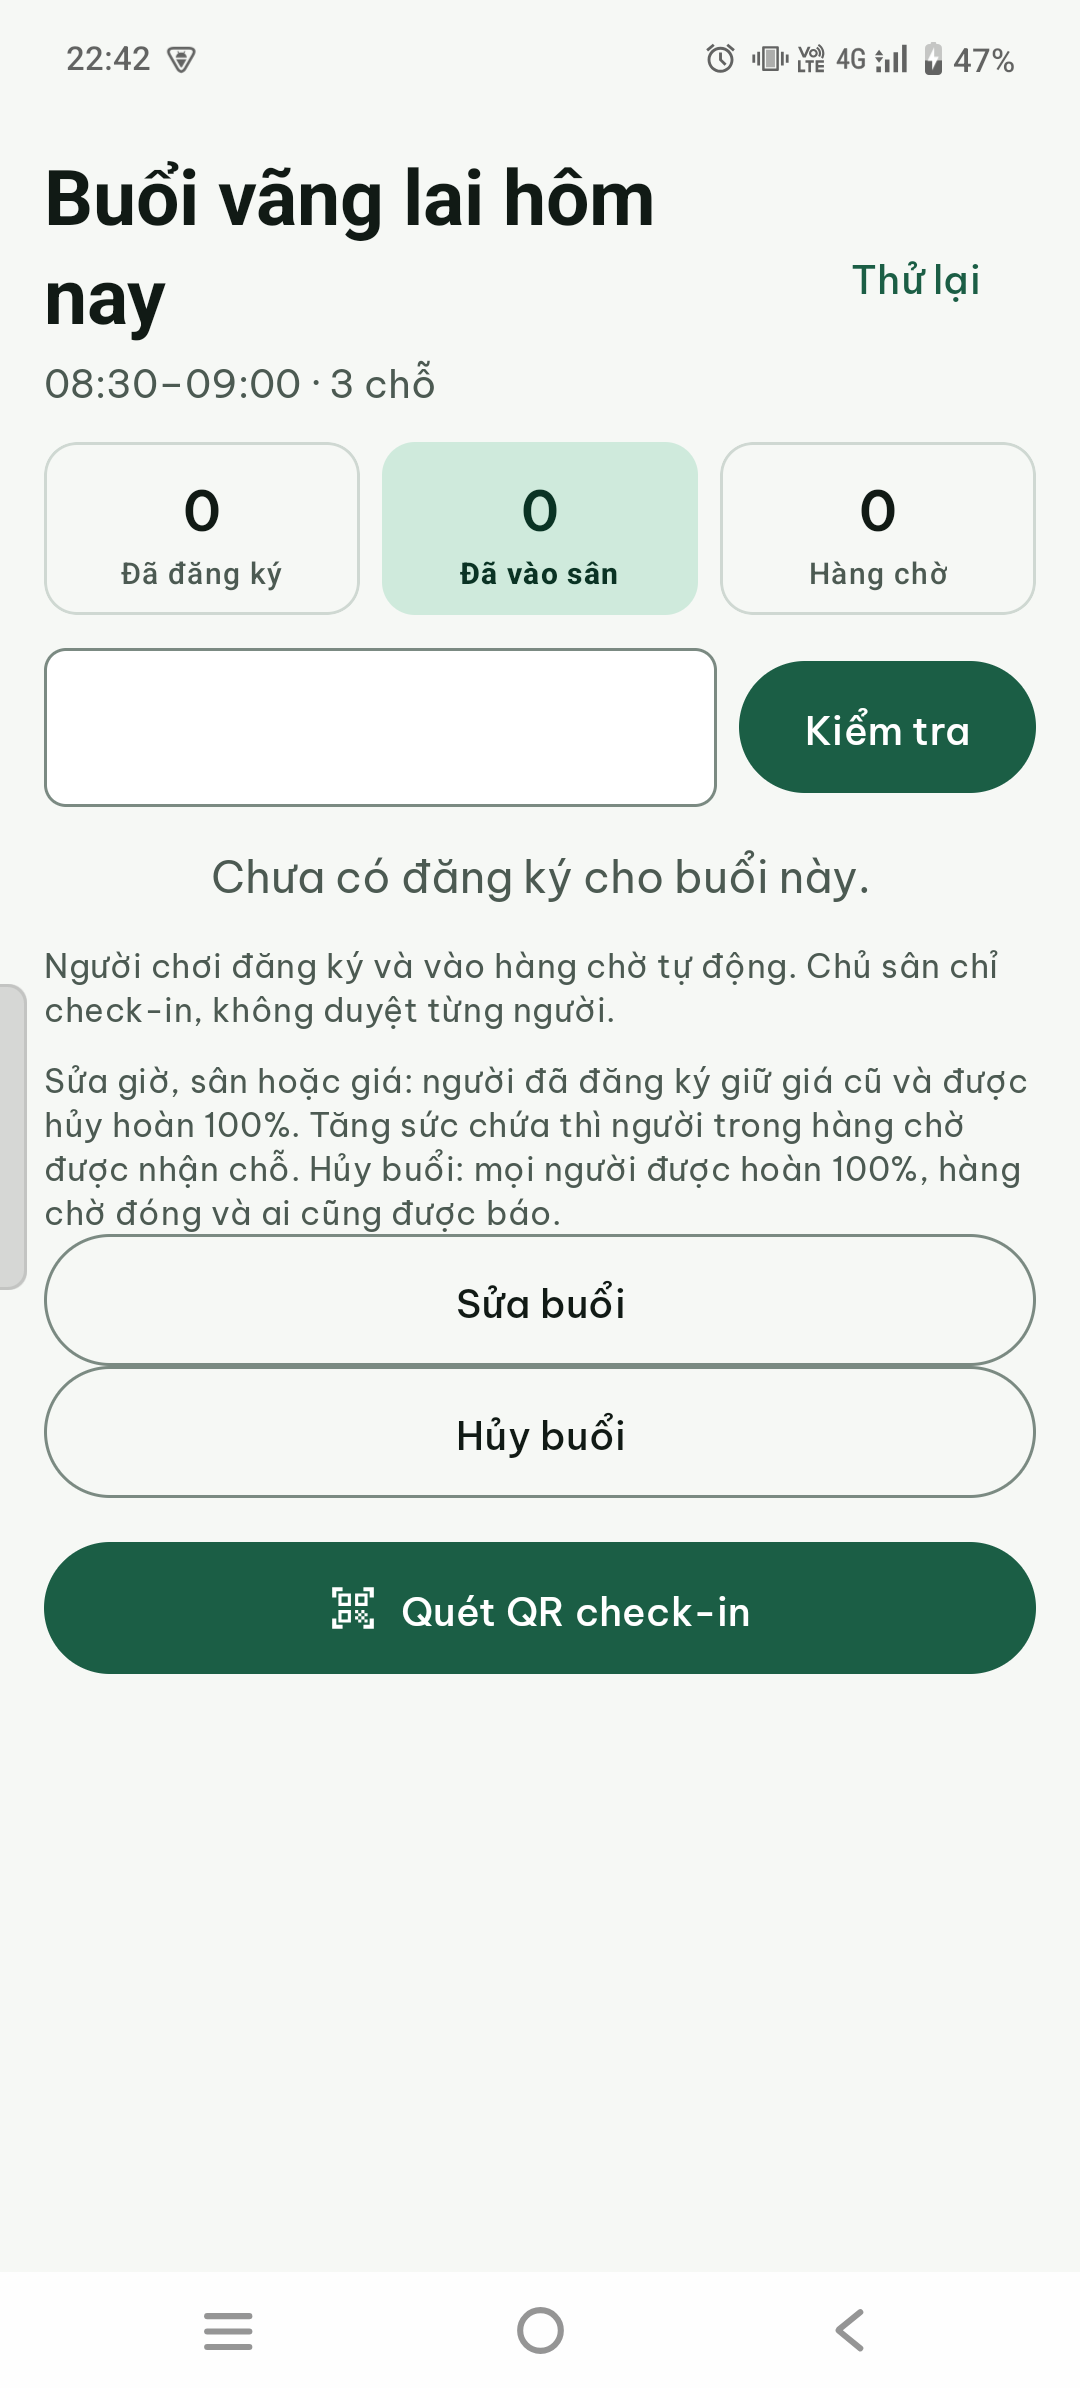 22:42
VoLTE 4G 47%
Buổi vãng lai hôm
nay
Thử lại
08:30–09:00 · 3 chỗ
0
Đã đăng ký
0
Đã vào sân
0
Hàng chờ
Kiểm tra
Chưa có đăng ký cho buổi này.
Người chơi đăng ký và vào hàng chờ tự động. Chủ sân chỉ
check-in, không duyệt từng người.
Sửa giờ, sân hoặc giá: người đã đăng ký giữ giá cũ và được
hủy hoàn 100%. Tăng sức chứa thì người trong hàng chờ
được nhận chỗ. Hủy buổi: mọi người được hoàn 100%, hàng
chờ đóng và ai cũng được báo.
Sửa buổi
Hủy buổi
Quét QR check-in